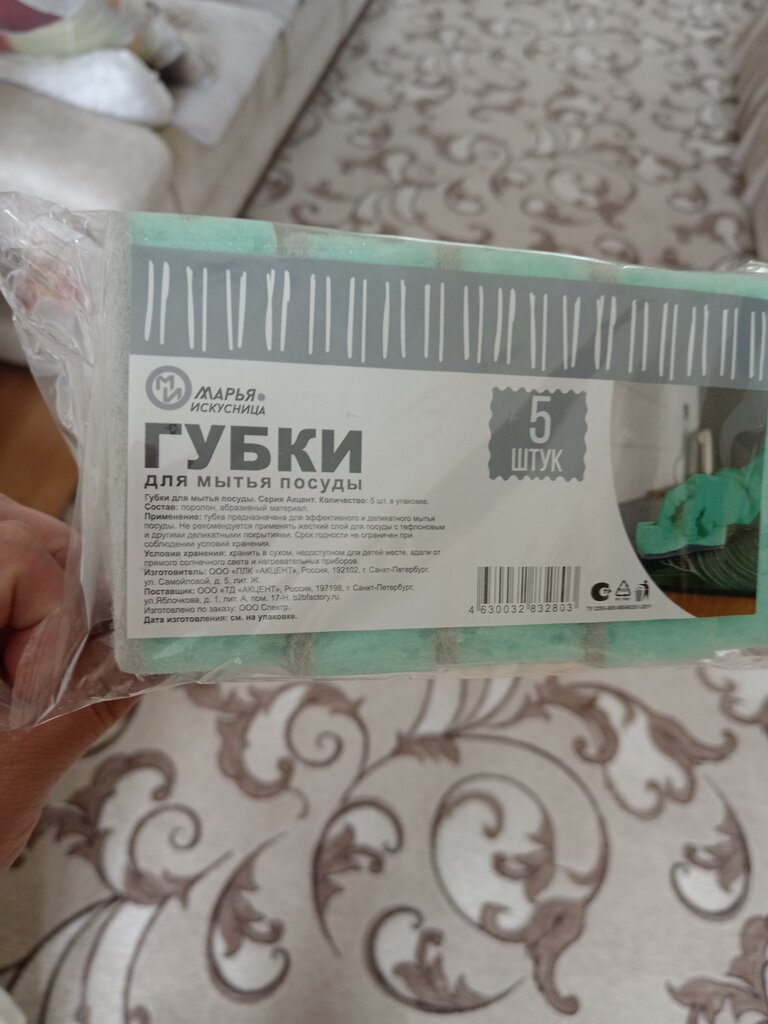 МИ
МАРЬЯ
ИСКУСНИЦА
ГУБКИ
ДЛЯ МЫТЬЯ ПОСУДЫ
5
ШТУК
Губки для мытья посуды. Серия Акцент. Количество: 5 шт. в упаковке.
Состав: поролон, абразивный материал.
Применение: губка предназначена для эффективного и деликатного мытья
посуды. Не рекомендуется применять жесткий слой для посуды с тефлоновым
и другими деликатными покрытиями. Срок годности не ограничен при
соблюдении условий хранения.
Условия хранения: хранить в сухом, недоступном для детей месте, вдали от
прямого солнечного света и нагревательных приборов.
Изготовитель: ООО «ТПК «АКЦЕНТ», Россия, 192102, г. Санкт-Петербург,
ул. Самойловой, д. 5, лит. Ж.
Поставщик: ООО «ТД «АКЦЕНТ», Россия, 197198, г. Санкт-Петербург,
ул.Яблочкова, д. 1, лит. А, пом. 17-Н. b2bfactory.ru.
Изготовлено по заказу: ООО Спектр.
Дата изготовления: см. на упаковке.
4 630032 832803